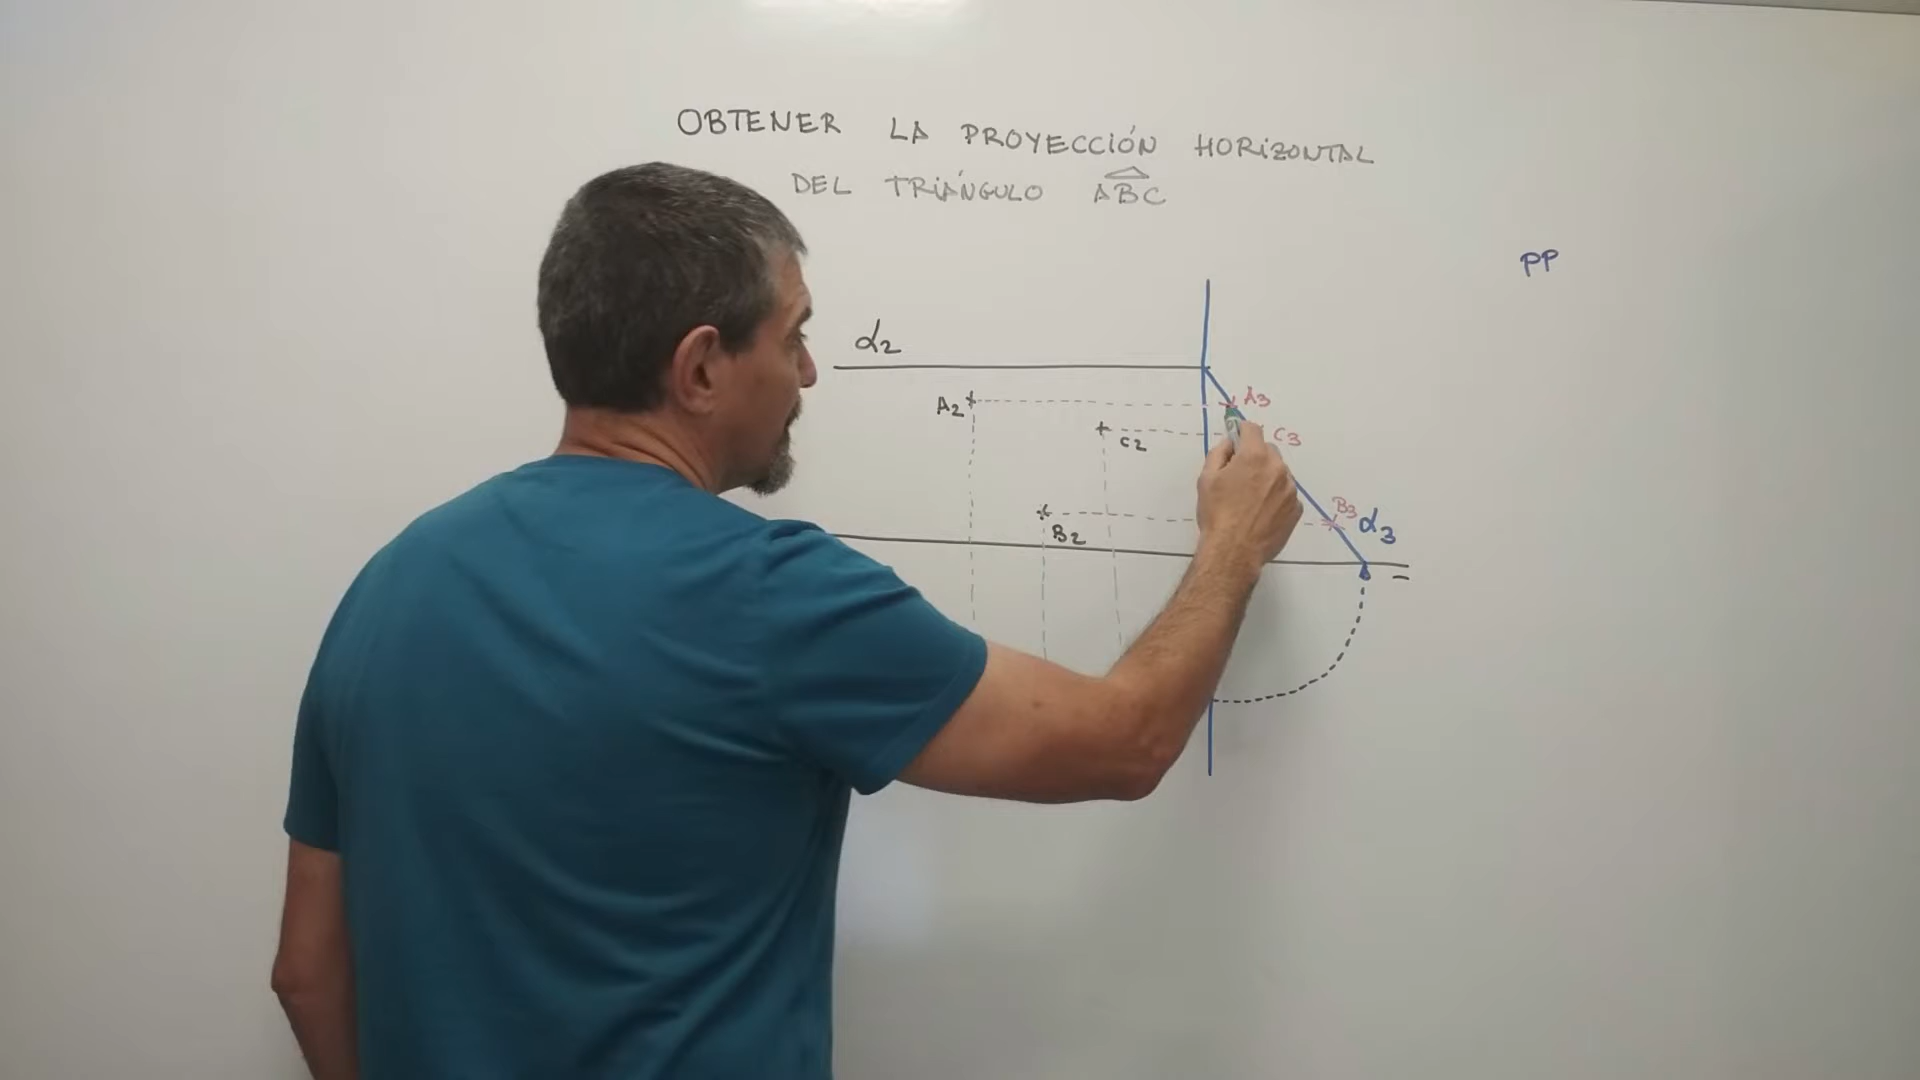 OBTENER LA PROYECCIÓN HORIZONTAL
DEL TRIÁNGULO ABC
PP
α2
A2
A3
C2
C3
B2
B3
α3